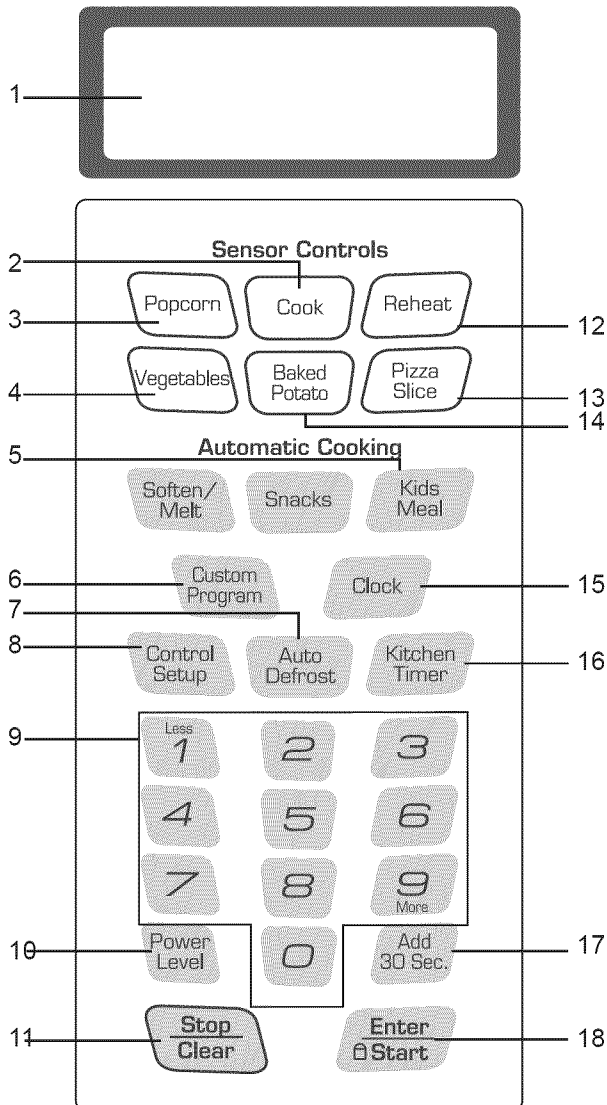 1
Sensor Controls
2
Popcorn
Cook
Reheat
3
12
Vegetables
Baked
Potato
Pizza
Slice
4
13
14
Automatic Cooking
5
Soften/
Melt
Snacks
Kids
Meal
6
Custom
Program
Clock
15
7
8
Control
Setup
Auto
Defrost
Kitchen
Timer
16
9
Less
1
2
3
4
5
6
7
8
9
More
10
Power
Level
0
Add
30 Sec.
17
11
Stop
Clear
Enter
Start
18